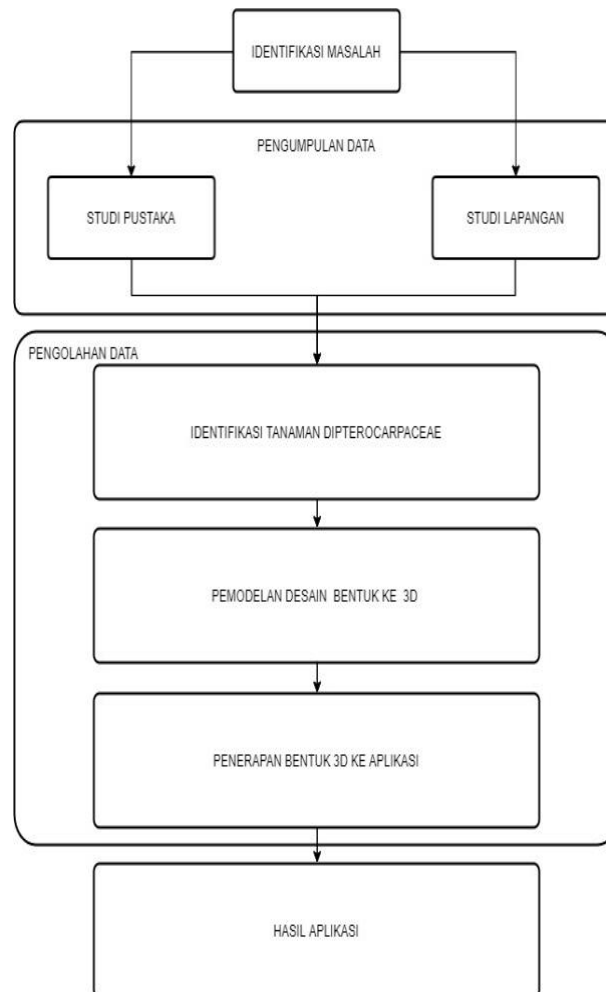 IDENTIFIKASI MASALAH
PENGUMPULAN DATA
STUDI PUSTAKA
STUDI LAPANGAN
PENGOLAHAN DATA
IDENTIFIKASI TANAMAN DIPTEROCARPACEAE
PEMODELAN DESAIN BENTUK KE 3D
PENERAPAN BENTUK 3D KE APLIKASI
HASIL APLIKASI